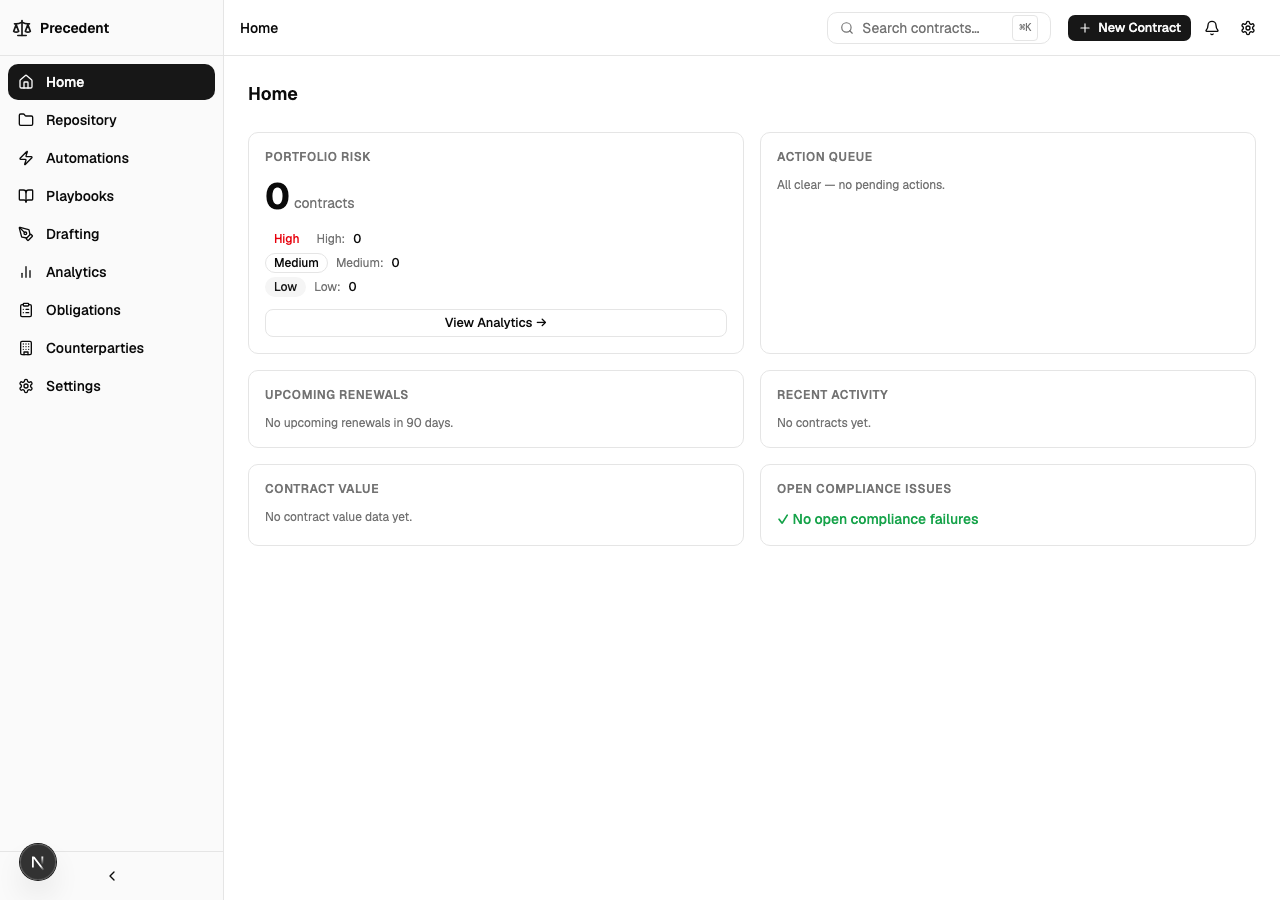 Precedent
Home
Search contracts...
⌘K
New Contract
Home
Repository
Automations
Playbooks
Drafting
Analytics
Obligations
Counterparties
Settings
Home
PORTFOLIO RISK
0 contracts
High High: 0
Medium Medium: 0
Low Low: 0
View Analytics →
ACTION QUEUE
All clear — no pending actions.
UPCOMING RENEWALS
No upcoming renewals in 90 days.
RECENT ACTIVITY
No contracts yet.
CONTRACT VALUE
No contract value data yet.
OPEN COMPLIANCE ISSUES
✓ No open compliance failures
N